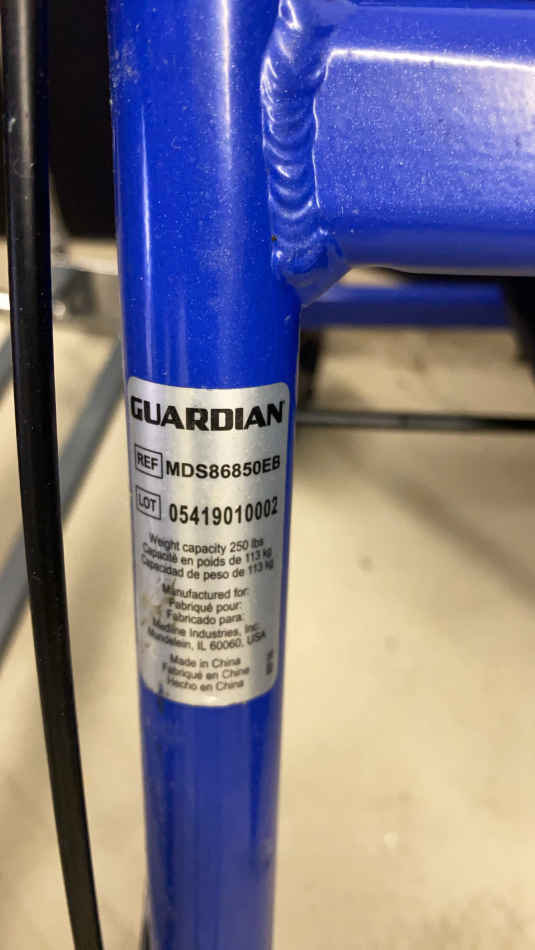 GUARDIAN
REF MDS86850EB
LOT 05419010002
Weight capacity 250 lbs
Capacité en poids de 113 kg
Capacidad de peso de 113 kg
Manufactured for:
Fabriqué pour:
Fabricado para:
Medline Industries, Inc.
Mundelein, IL 60060, USA
Made in China
Fabriqué en Chine
Hecho en China